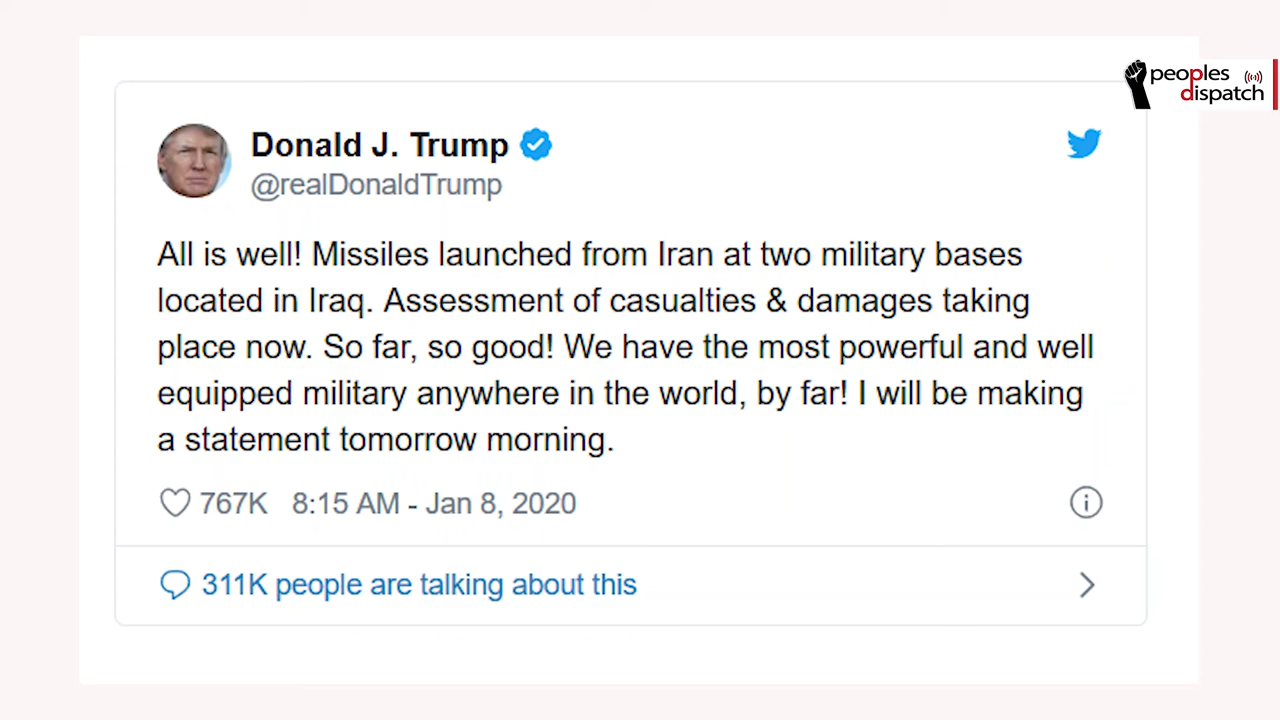 peoples
dispatch
Donald J. Trump
@realDonaldTrump
All is well! Missiles launched from Iran at two military bases
located in Iraq. Assessment of casualties & damages taking
place now. So far, so good! We have the most powerful and well
equipped military anywhere in the world, by far! I will be making
a statement tomorrow morning.
767K 8:15 AM - Jan 8, 2020
311K people are talking about this